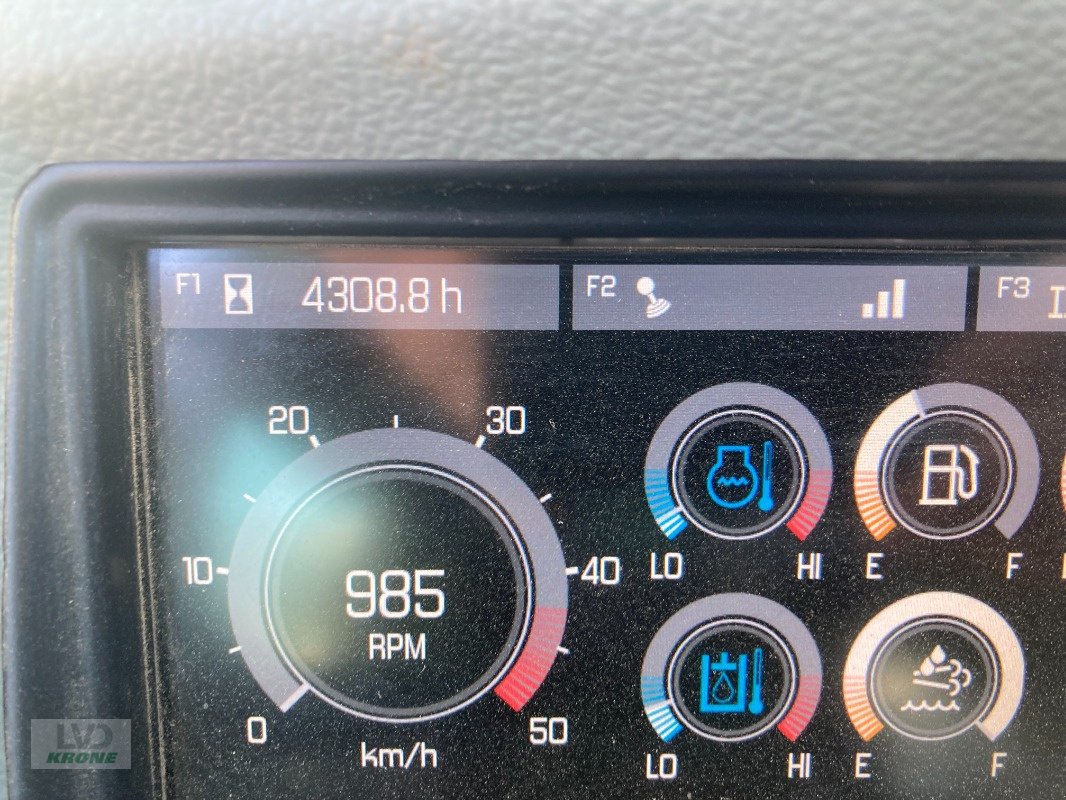 F1 4308.8 h F2 F3
20 30
10 40
985
RPM
0 50
km/h
LO HI E F
LO HI E F
LVD
KRONE